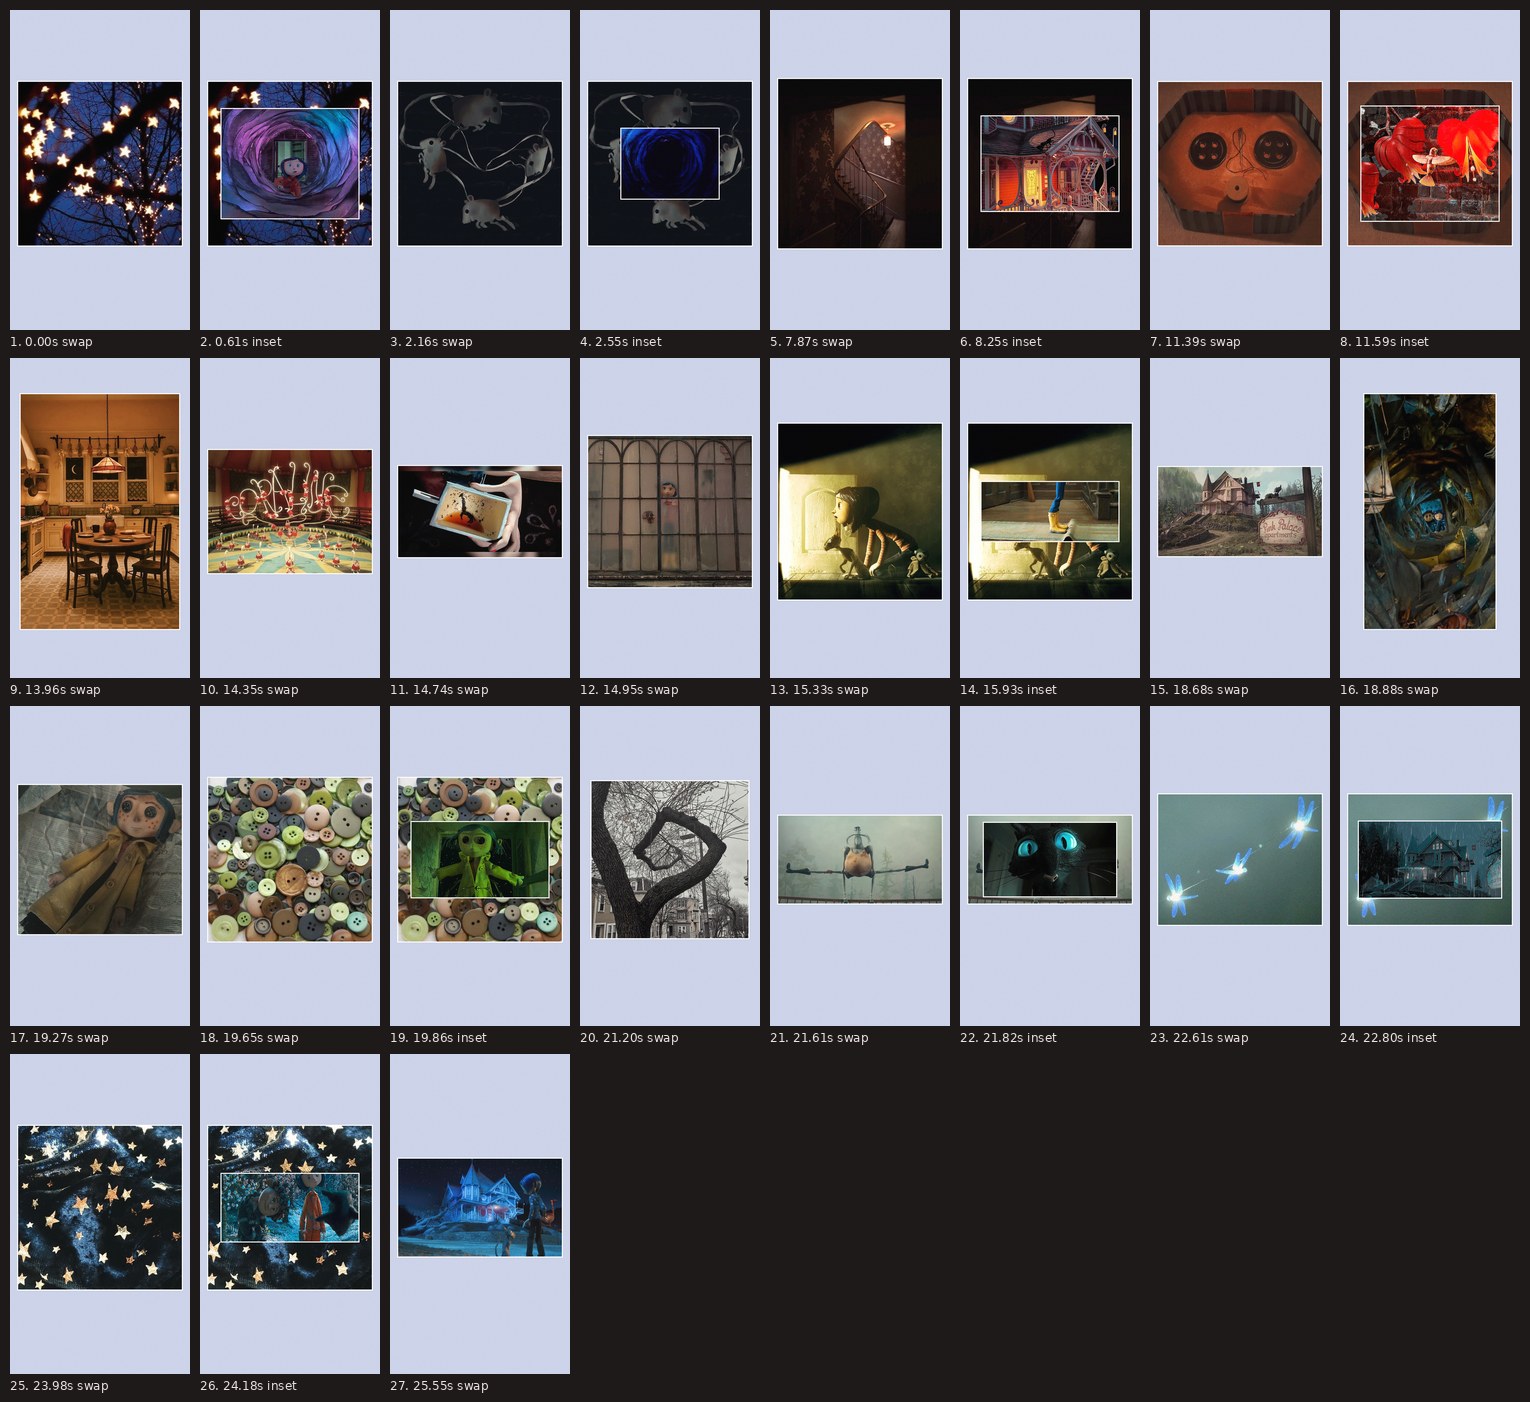 1. 0.00s swap
2. 0.61s inset
3. 2.16s swap
4. 2.55s inset
5. 7.87s swap
6. 8.25s inset
7. 11.39s swap
8. 11.59s inset
9. 13.96s swap
10. 14.35s swap
11. 14.74s swap
12. 14.95s swap
13. 15.33s swap
14. 15.93s inset
Pink Palace
Apartments
15. 18.68s swap
16. 18.88s swap
17. 19.27s swap
18. 19.65s swap
19. 19.86s inset
20. 21.20s swap
21. 21.61s swap
22. 21.82s inset
23. 22.61s swap
24. 22.80s inset
25. 23.98s swap
26. 24.18s inset
27. 25.55s swap